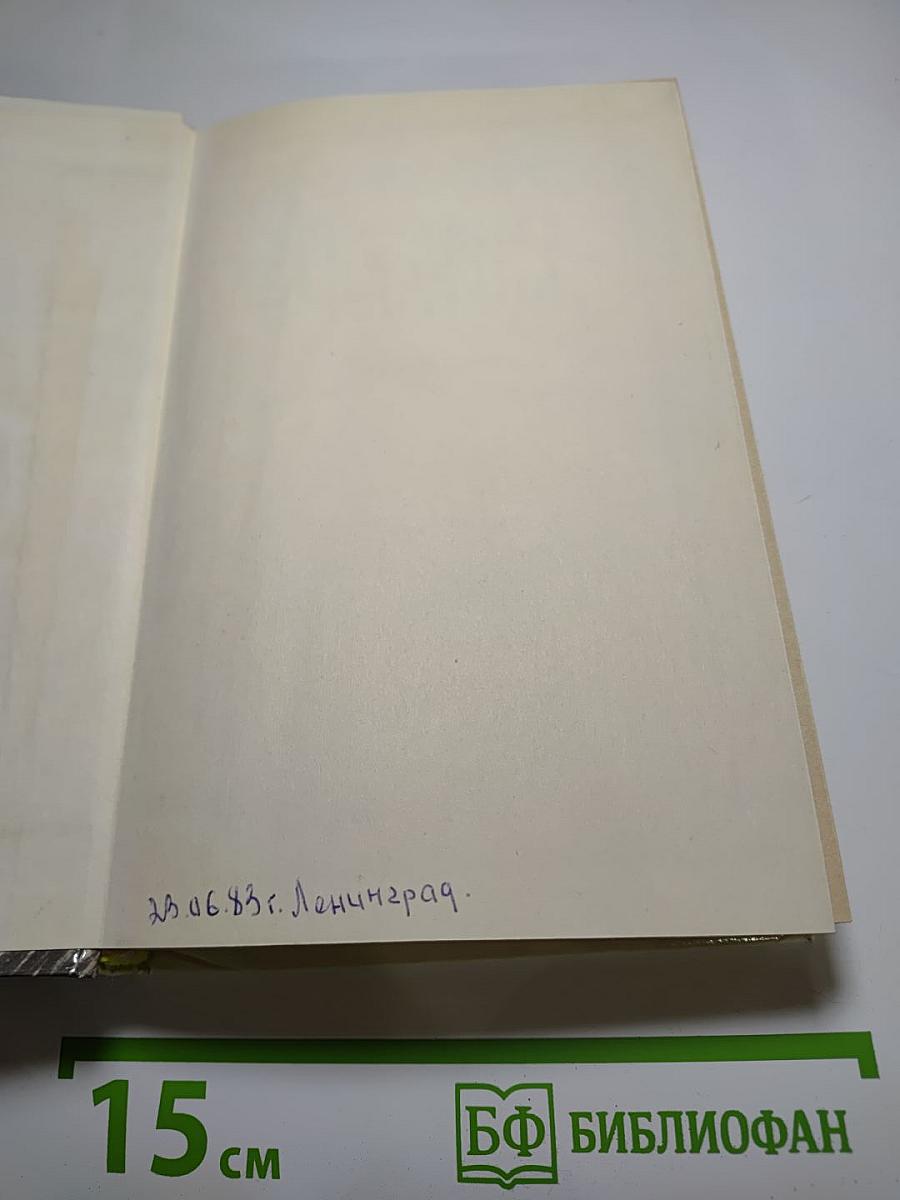 23.06.83г. Ленинград.
15 см
БФ БИБЛИОФАН